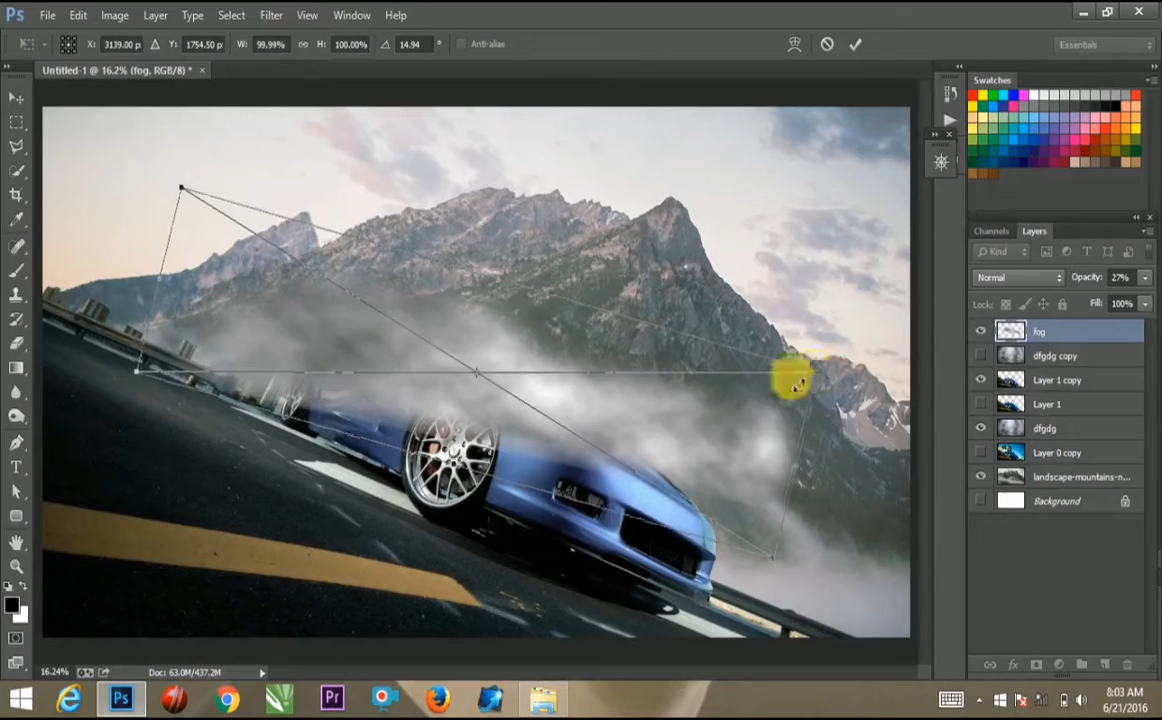 Ps File Edit Image Layer Type Select Filter View Window Help
X: 3139.00 p Y: 1754.50 p W: 99.99% H: 100.00% 14.94 ° Anti-alias Essentials
Untitled-1 @ 16.2% (fog, RGB/8) * ×
Swatches
Channels Layers
Kind
Normal Opacity: 27%
Lock: Fill: 100%
fog
dfgdg copy
Layer 1 copy
Layer 1
dfgdg
Layer 0 copy
landscape-mountains-n...
Background
T
fx
16.24% Doc: 63.0M/437.2M
Ps Pr
8:03 AM
6/21/2016